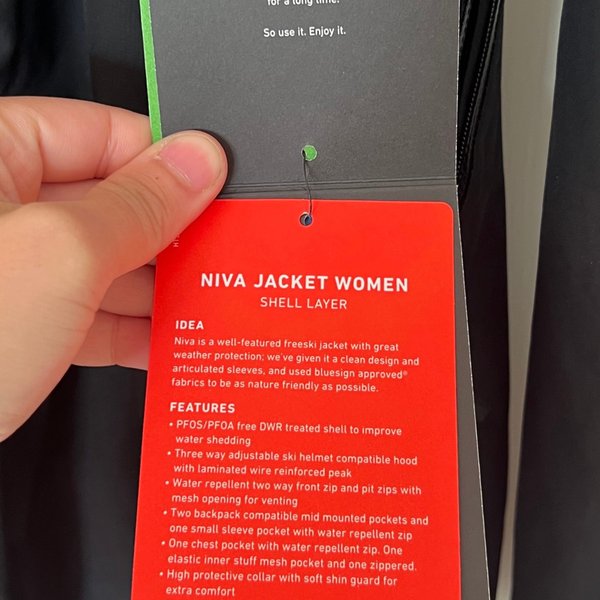 for a long time.
So use it. Enjoy it.
NIVA JACKET WOMEN
SHELL LAYER
IDEA
Niva is a well-featured freeski jacket with great
weather protection; we've given it a clean design and
articulated sleeves, and used bluesign approved®
fabrics to be as nature friendly as possible.
FEATURES
• PFOS/PFOA free DWR treated shell to improve
water shedding
• Three way adjustable ski helmet compatible hood
with laminated wire reinforced peak
• Water repellent two way front zip and pit zips with
mesh opening for venting
• Two backpack compatible mid mounted pockets and
one small sleeve pocket with water repellent zip
• One chest pocket with water repellent zip. One
elastic inner stuff mesh pocket and one zippered.
• High protective collar with soft shin guard for
extra comfort